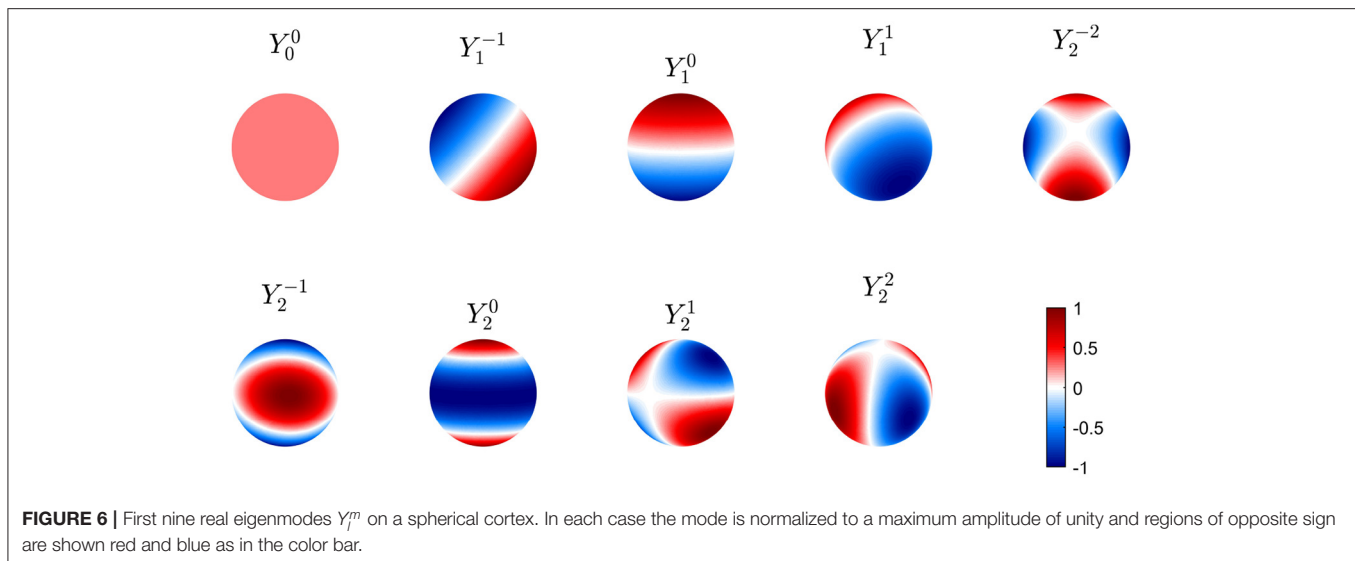 Y_0^0 Y_1^{-1} Y_1^0 Y_1^1 Y_2^{-2}
Y_2^{-1} Y_2^0 Y_2^1 Y_2^2
1
0.5
0
-0.5
-1
FIGURE 6 | First nine real eigenmodes Y_l^m on a spherical cortex. In each case the mode is normalized to a maximum amplitude of unity and regions of opposite sign
are shown red and blue as in the color bar.